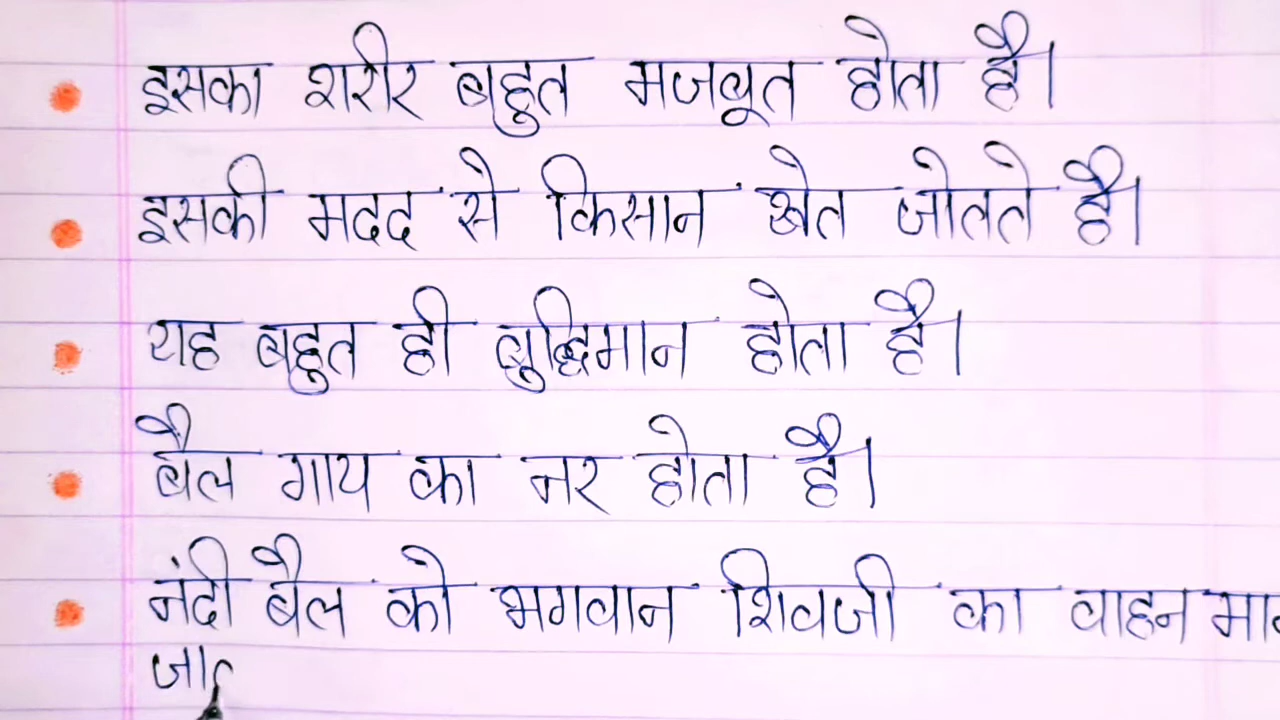 इसका शरीर बहुत मजबूत होता है।
इसकी मदद से किसान खेत जोतते है।
यह बहुत ही बुद्धिमान होता है।
बैल गाय का नर होता है।
नंदी बैल को भगवान शिवजी का वाहन